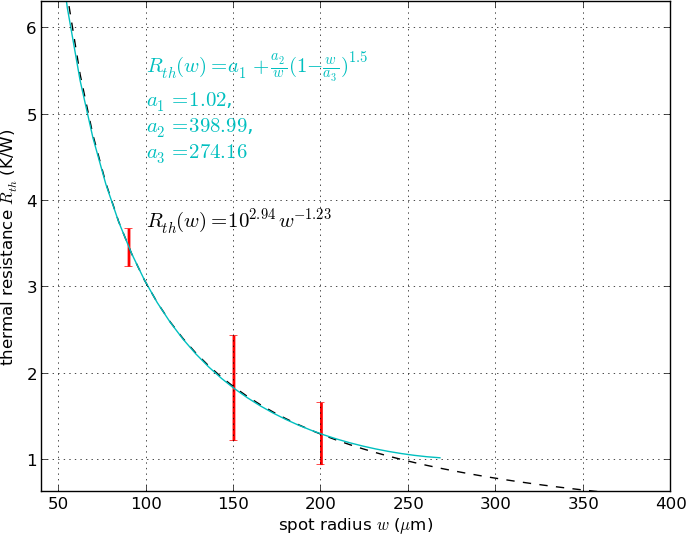 6
5
4
3
2
1
thermal resistance R_th (K/W)
R_th(w) = a_1 + \frac{a_2}{w}(1 − \frac{w}{a_3})^{1.5}
a_1 =1.02,
a_2 =398.99,
a_3 =274.16
R_th(w) = 10^{2.94} w^{−1.23}
50 100 150 200 250 300 350 400
spot radius w (μm)